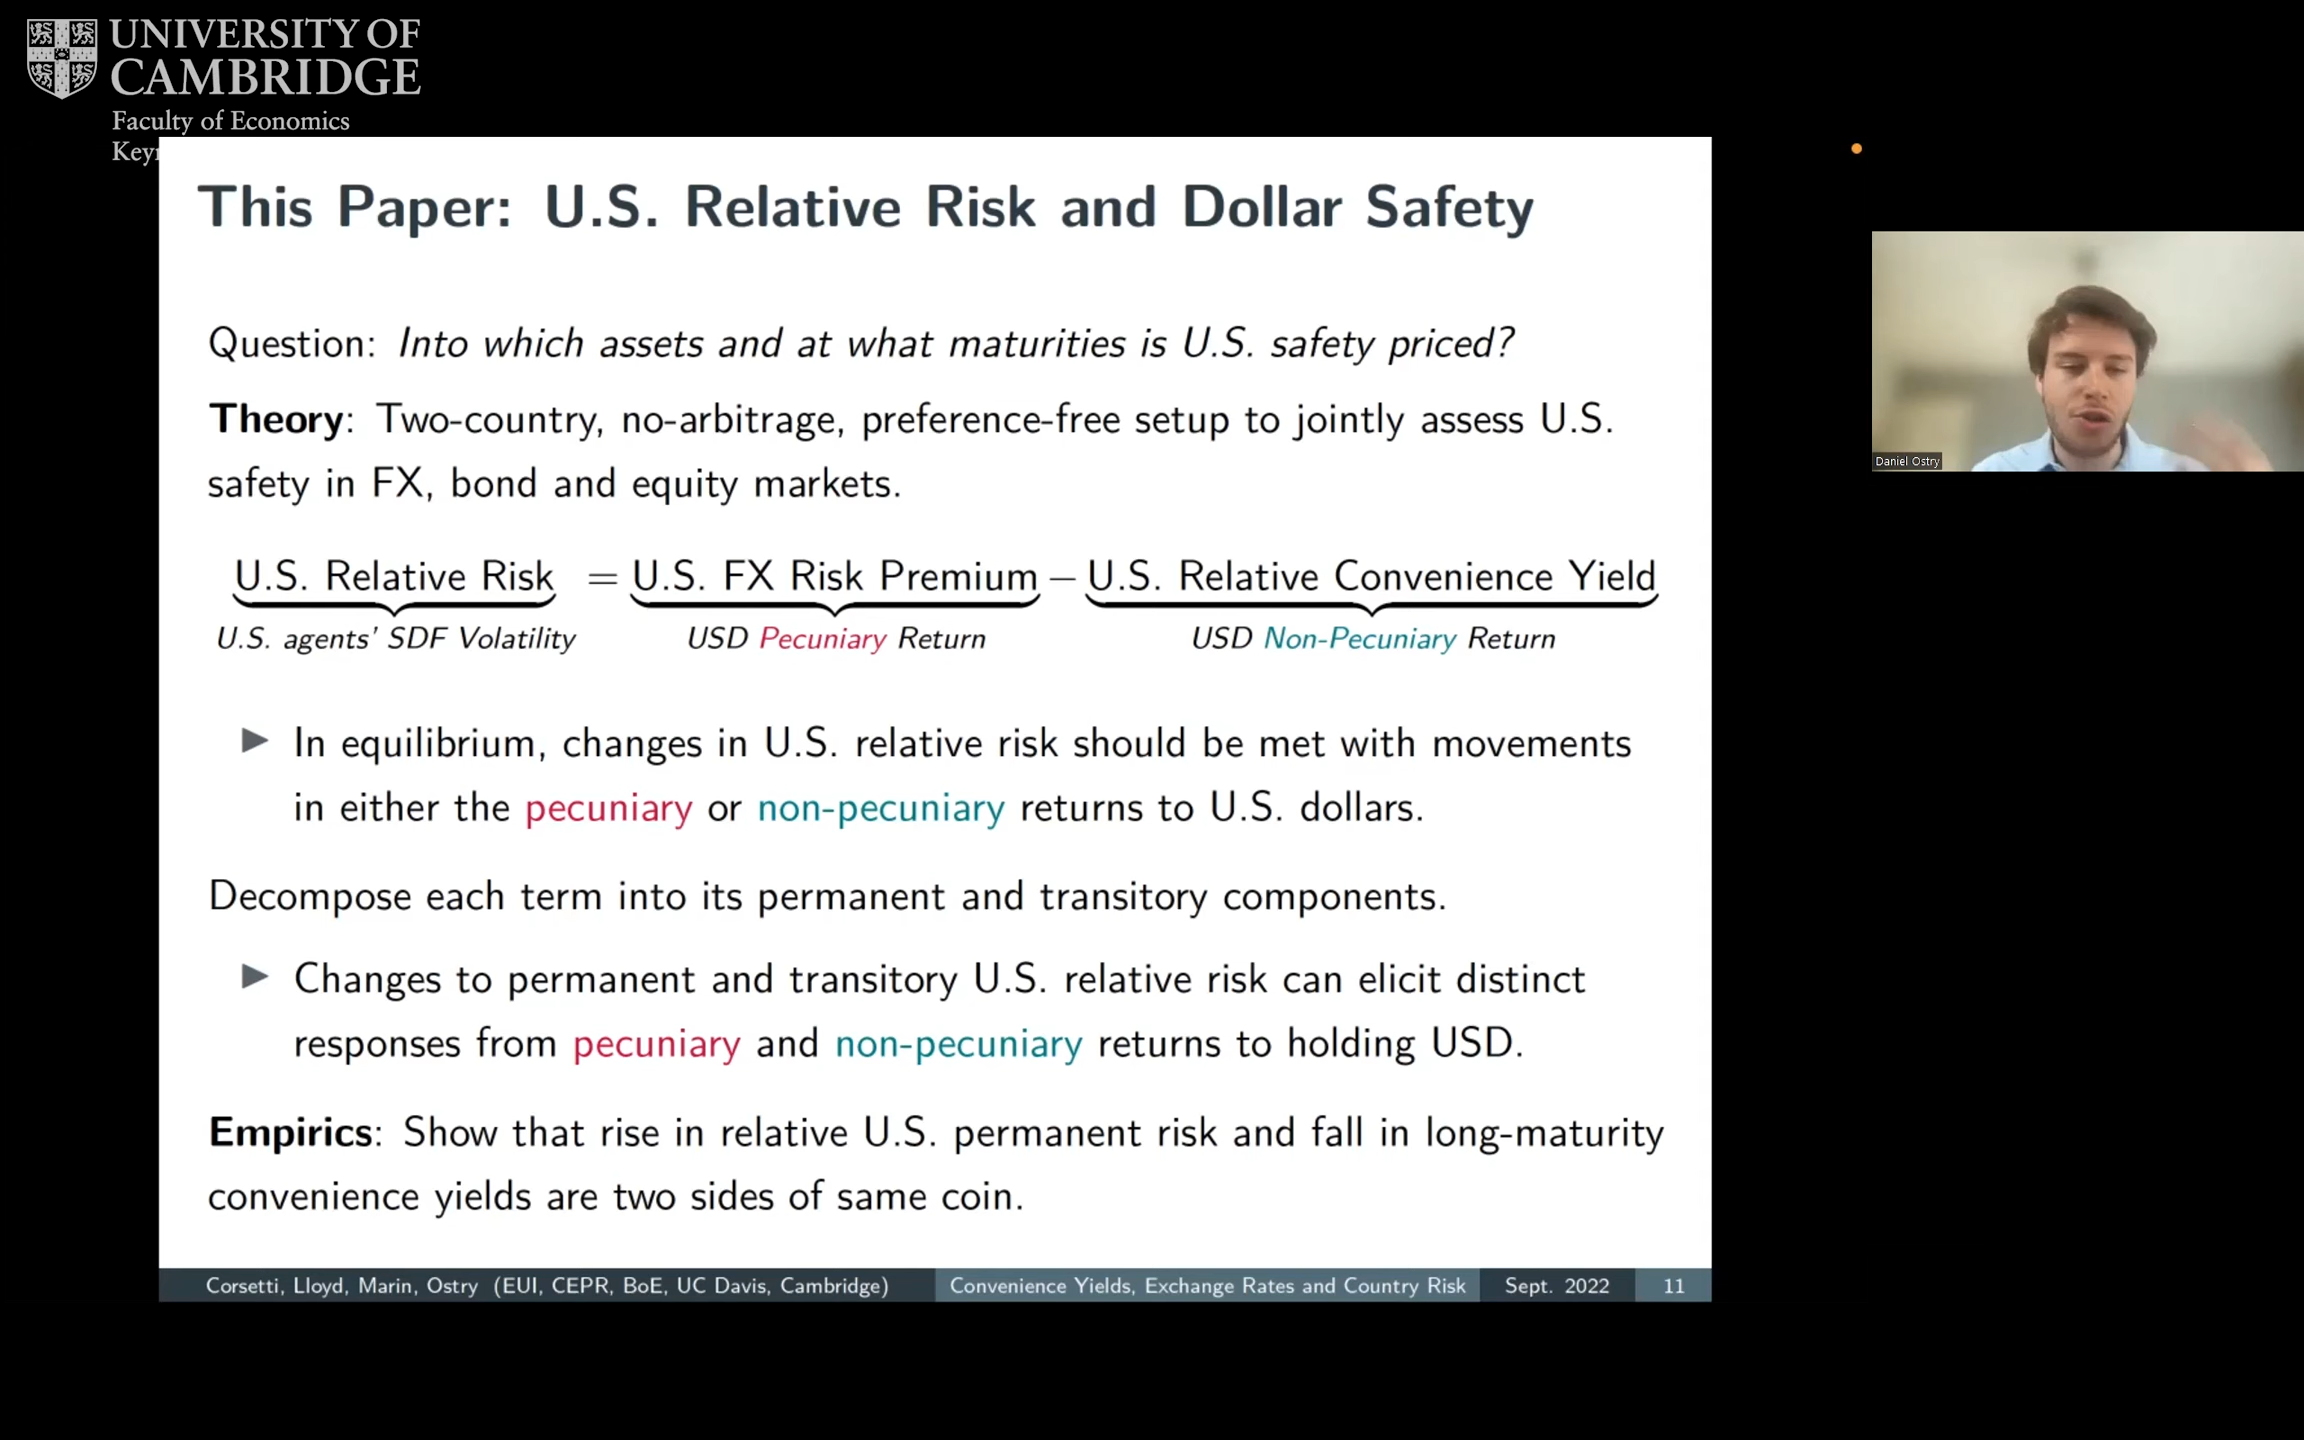 UNIVERSITY OF
CAMBRIDGE
Faculty of Economics
This Paper: U.S. Relative Risk and Dollar Safety
Question: Into which assets and at what maturities is U.S. safety priced?
Theory: Two-country, no-arbitrage, preference-free setup to jointly assess U.S.
safety in FX, bond and equity markets.
U.S. Relative Risk = U.S. FX Risk Premium − U.S. Relative Convenience Yield
U.S. agents' SDF Volatility USD Pecuniary Return USD Non-Pecuniary Return
▶ In equilibrium, changes in U.S. relative risk should be met with movements
in either the pecuniary or non-pecuniary returns to U.S. dollars.
Decompose each term into its permanent and transitory components.
▶ Changes to permanent and transitory U.S. relative risk can elicit distinct
responses from pecuniary and non-pecuniary returns to holding USD.
Empirics: Show that rise in relative U.S. permanent risk and fall in long-maturity
convenience yields are two sides of same coin.
Corsetti, Lloyd, Marin, Ostry (EUI, CEPR, BoE, UC Davis, Cambridge) Convenience Yields, Exchange Rates and Country Risk Sept. 2022 11
Daniel Ostry